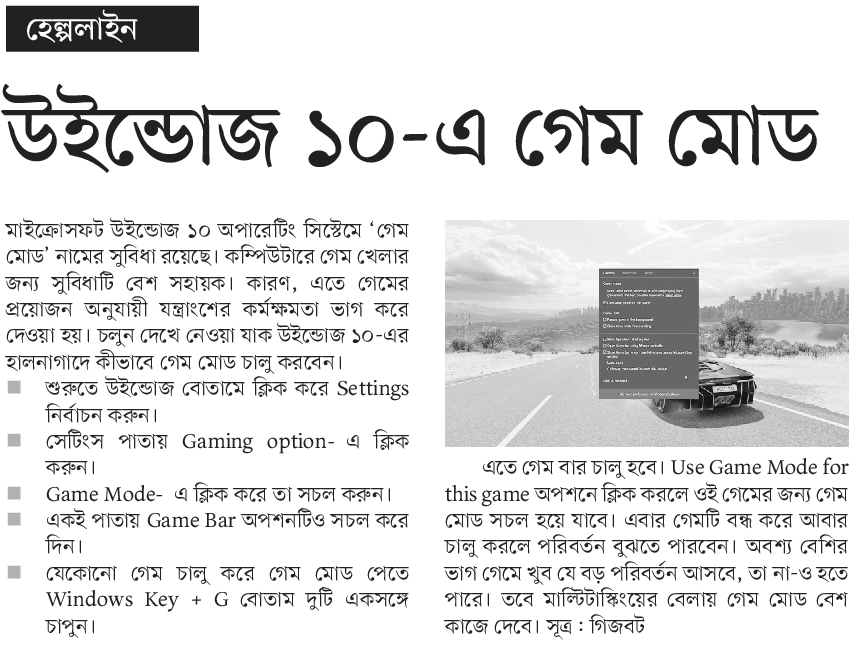 হেল্পলাইন
উইন্ডোজ ১০-এ গেম মোড
মাইক্রোসফট উইন্ডোজ ১০ অপারেটিং সিস্টেমে ‘গেম
মোড’ নামের সুবিধা রয়েছে। কম্পিউটারে গেম খেলার
জন্য সুবিধাটি বেশ সহায়ক। কারণ, এতে গেমের
প্রয়োজন অনুযায়ী যন্ত্রাংশের কর্মক্ষমতা ভাগ করে
দেওয়া হয়। চলুন দেখে নেওয়া যাক উইন্ডোজ ১০-এর
হালনাগাদে কীভাবে গেম মোড চালু করবেন।
■ শুরুতে উইন্ডোজ বোতামে ক্লিক করে Settings
নির্বাচন করুন।
■ সেটিংস পাতায় Gaming option- এ ক্লিক
করুন।
■ Game Mode- এ ক্লিক করে তা সচল করুন।
■ একই পাতায় Game Bar অপশনটিও সচল করে
দিন।
■ যেকোনো গেম চালু করে গেম মোড পেতে
Windows Key + G বোতাম দুটি একসঙ্গে
চাপুন।
এতে গেম বার চালু হবে। Use Game Mode for
this game অপশনে ক্লিক করলে ওই গেমের জন্য গেম
মোড সচল হয়ে যাবে। এবার গেমটি বন্ধ করে আবার
চালু করলে পরিবর্তন বুঝতে পারবেন। অবশ্য বেশির
ভাগ গেমে খুব যে বড় পরিবর্তন আসবে, তা না-ও হতে
পারে। তবে মাল্টিটাস্কিংয়ের বেলায় গেম মোড বেশ
কাজে দেবে। সূত্র : গিজবট